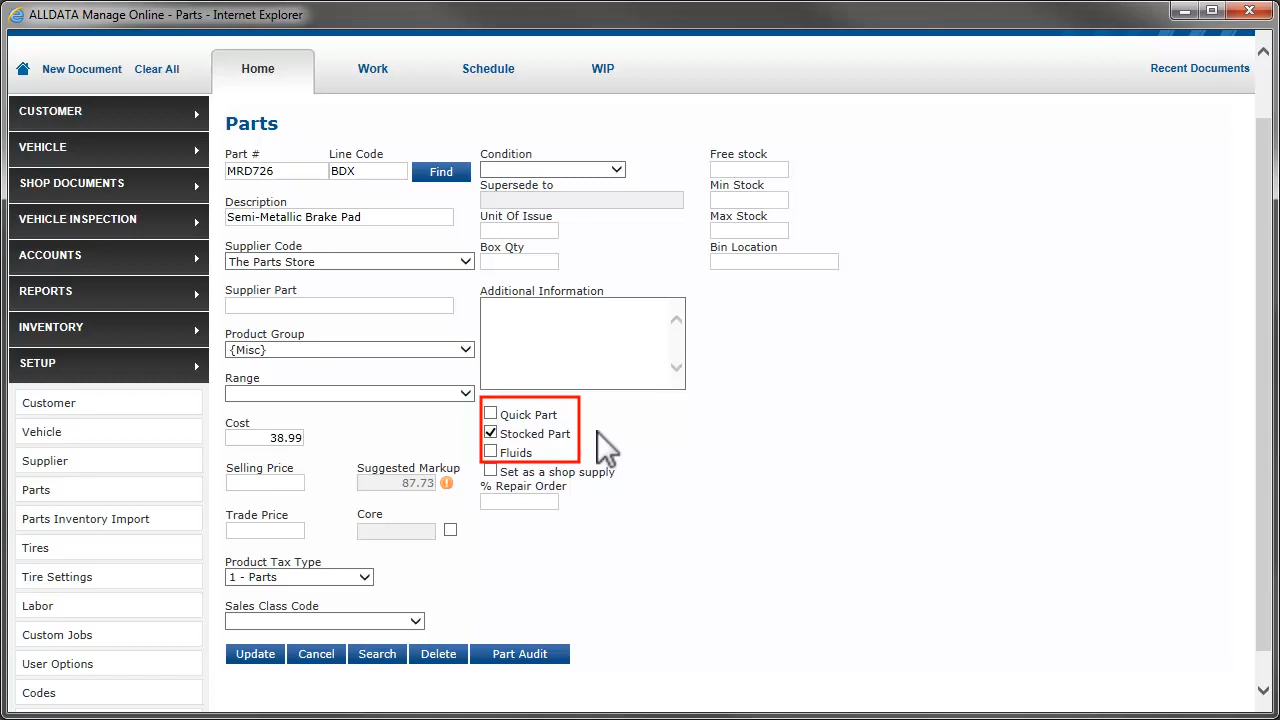 ALLDATA Manage Online - Parts - Internet Explorer
New Document Clear All Home Work Schedule WIP Recent Documents
CUSTOMER
VEHICLE
SHOP DOCUMENTS
VEHICLE INSPECTION
ACCOUNTS
REPORTS
INVENTORY
SETUP
Customer
Vehicle
Supplier
Parts
Parts Inventory Import
Tires
Tire Settings
Labor
Custom Jobs
User Options
Codes
Parts
Part # Line Code
MRD726 BDX Find
Description
Semi-Metallic Brake Pad
Supplier Code
The Parts Store
Supplier Part
Product Group
{Misc}
Range
Cost
38.99
Selling Price Suggested Markup
87.73
Trade Price Core
Product Tax Type
1 - Parts
Sales Class Code
Condition
Supersede to
Unit Of Issue
Box Qty
Additional Information
Quick Part
Stocked Part
Fluids
Set as a shop supply
% Repair Order
Free stock
Min Stock
Max Stock
Bin Location
Update Cancel Search Delete Part Audit